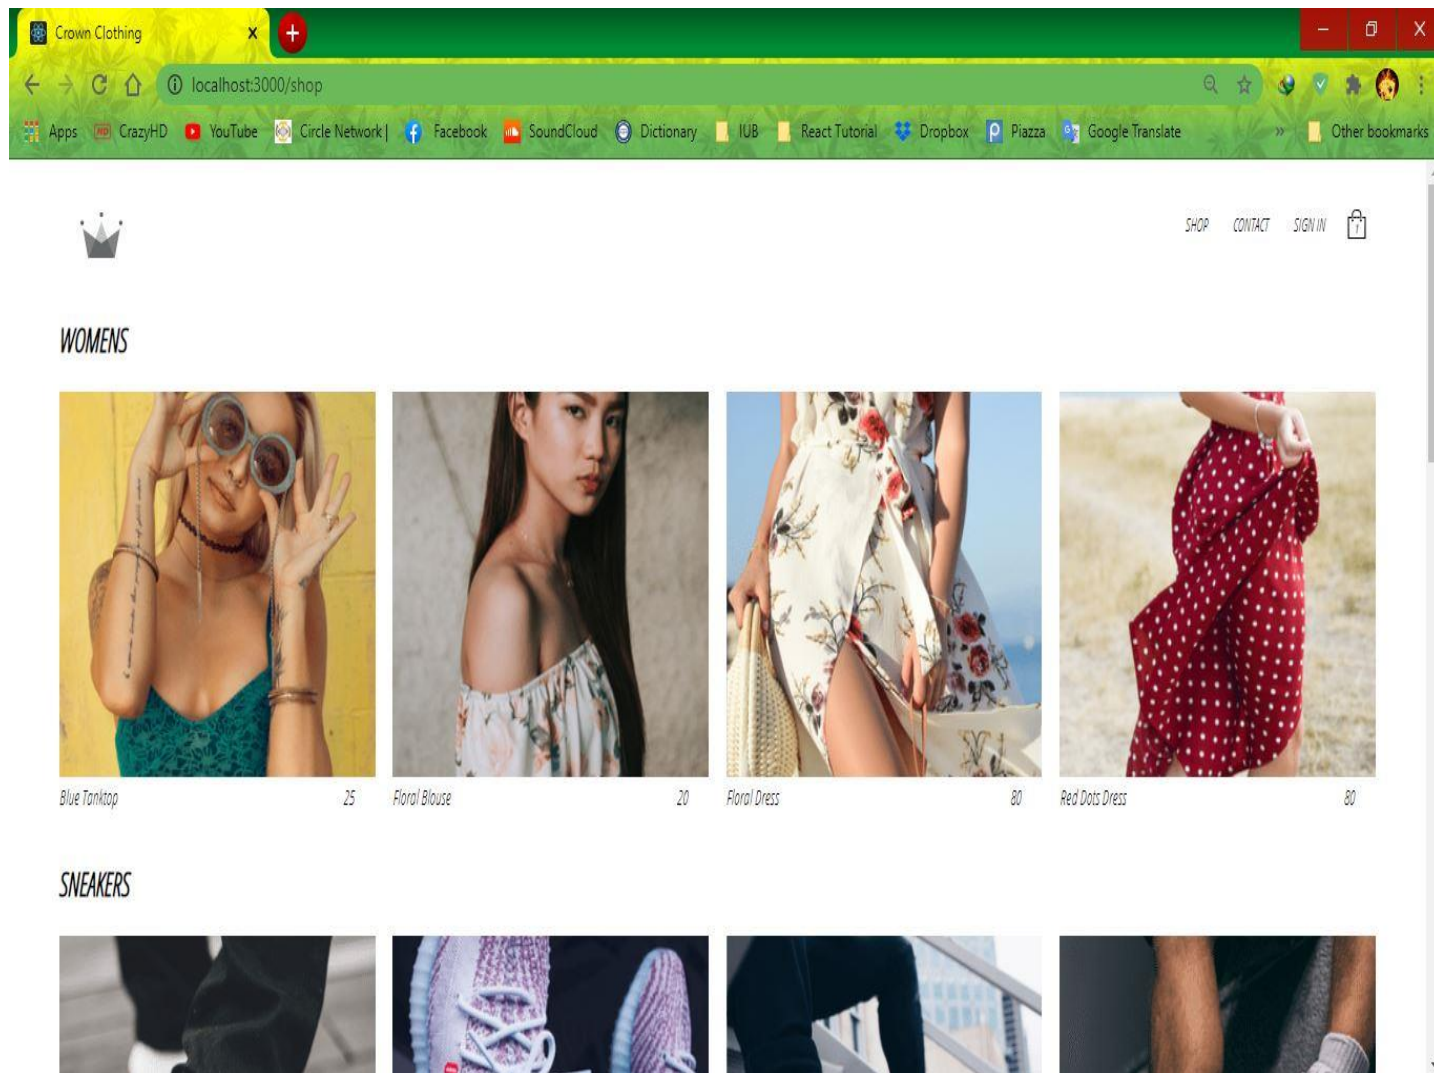 Crown Clothing
localhost:3000/shop
Apps HD CrazyHD YouTube Circle Network | Facebook SoundCloud Dictionary IUB React Tutorial Dropbox Piazza Google Translate » Other bookmarks
SHOP CONTACT SIGN IN 1
WOMENS
Blue Tanktop 25 Floral Blouse 20 Floral Dress 80 Red Dots Dress 80
SNEAKERS